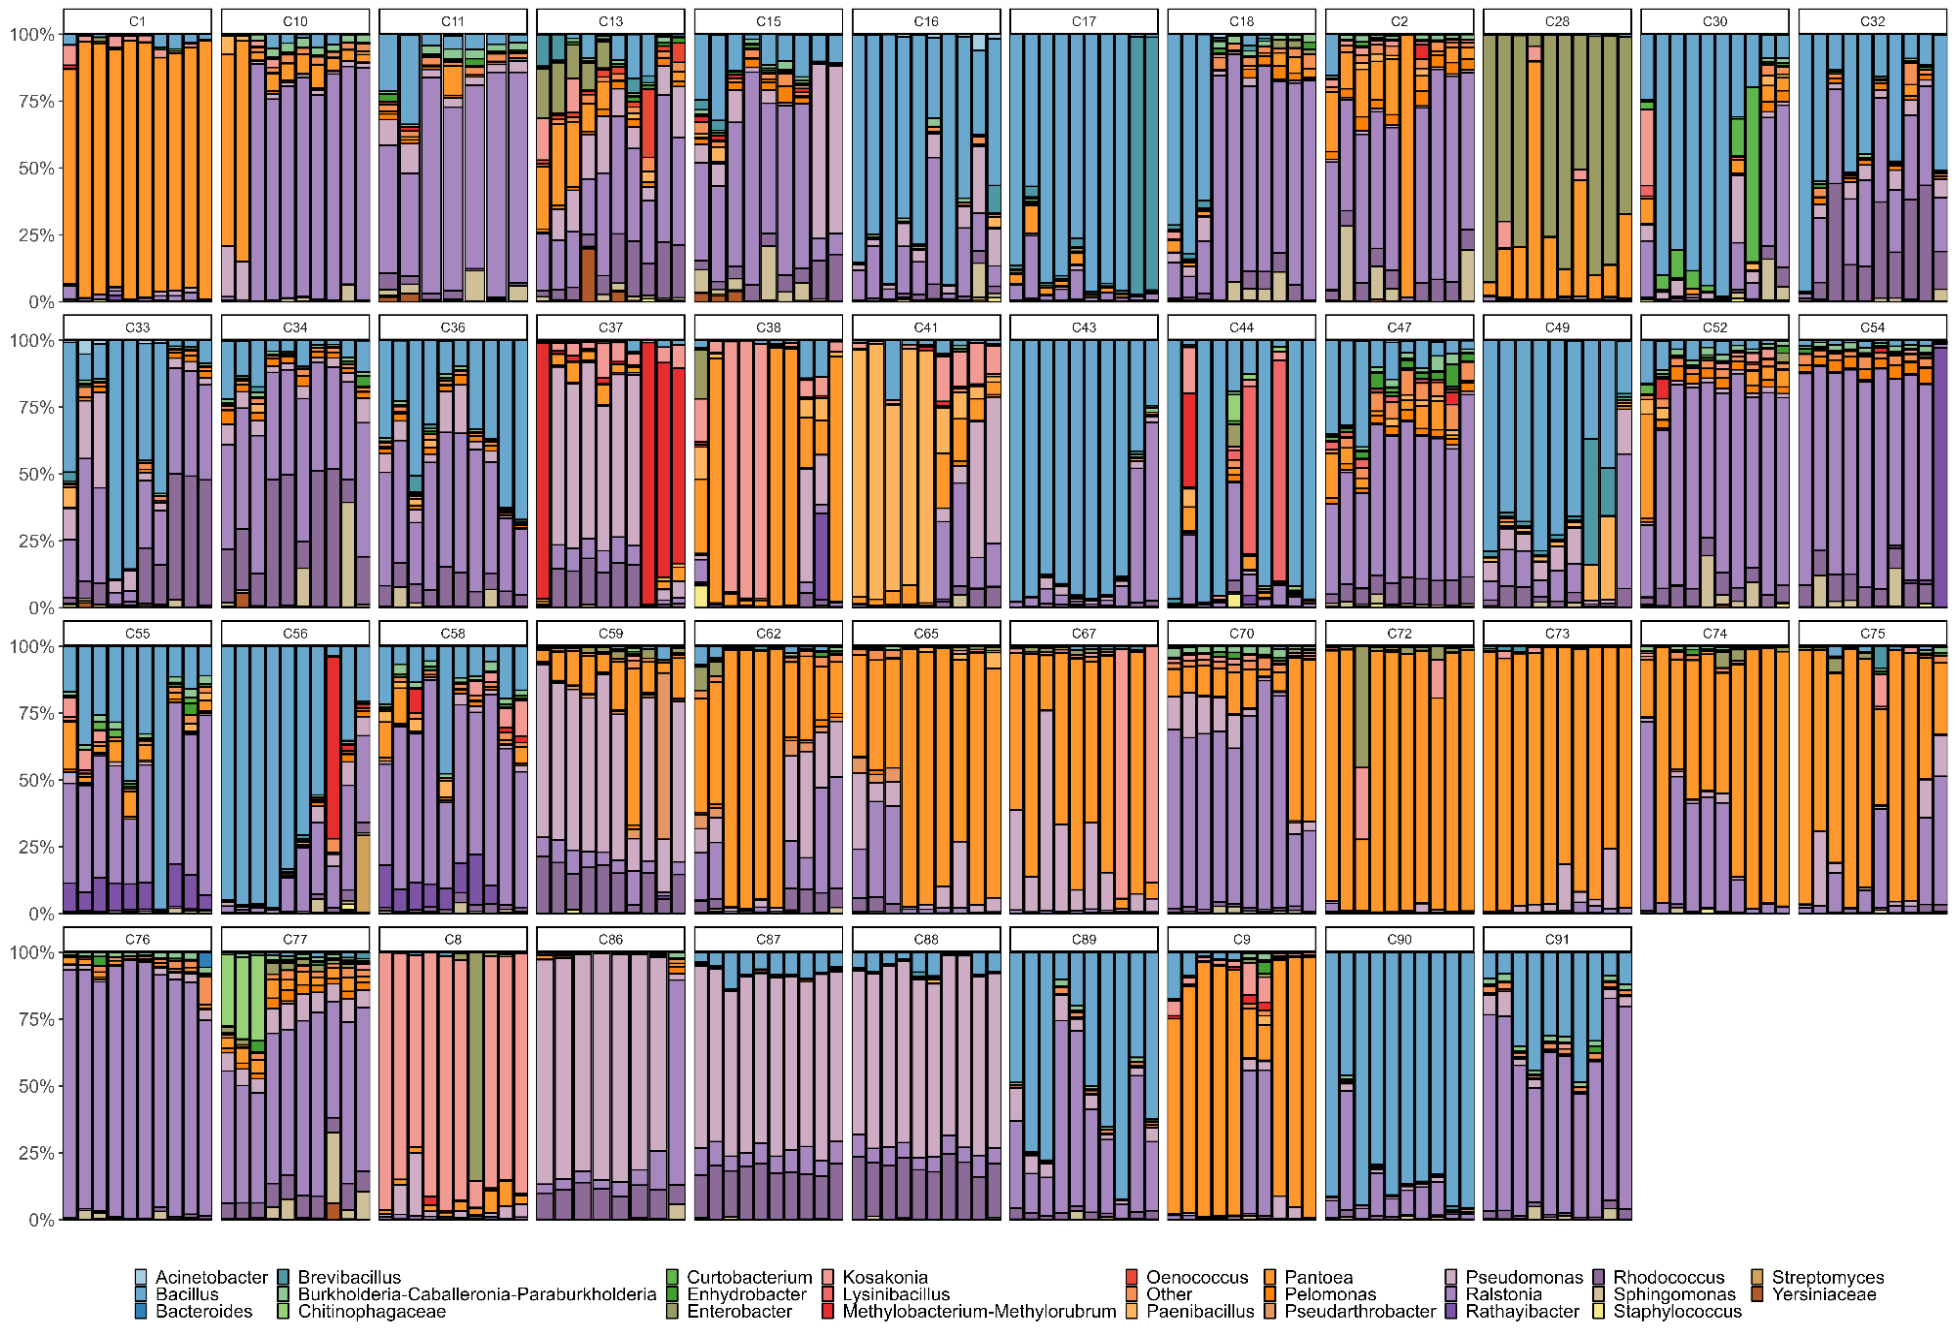 C1 C10 C11 C13 C15 C16 C17 C18 C2 C28 C30 C32
100%
75%
50%
25%
0%
C33 C34 C36 C37 C38 C41 C43 C44 C47 C49 C52 C54
100%
75%
50%
25%
0%
C55 C56 C58 C59 C62 C65 C67 C70 C72 C73 C74 C75
100%
75%
50%
25%
0%
C76 C77 C8 C86 C87 C88 C89 C9 C90 C91
100%
75%
50%
25%
0%
Acinetobacter Brevibacillus Curtobacterium Kosakonia Oenococcus Pantoea Pseudomonas Rhodococcus Streptomyces
Bacillus Burkholderia-Caballeronia-Paraburkholderia Enhydrobacter Lysinibacillus Other Pelomonas Ralstonia Sphingomonas Yersiniaceae
Bacteroides Chitinophagaceae Enterobacter Methylobacterium-Methylorubrum Paenibacillus Pseudarthrobacter Rathayibacter Staphylococcus